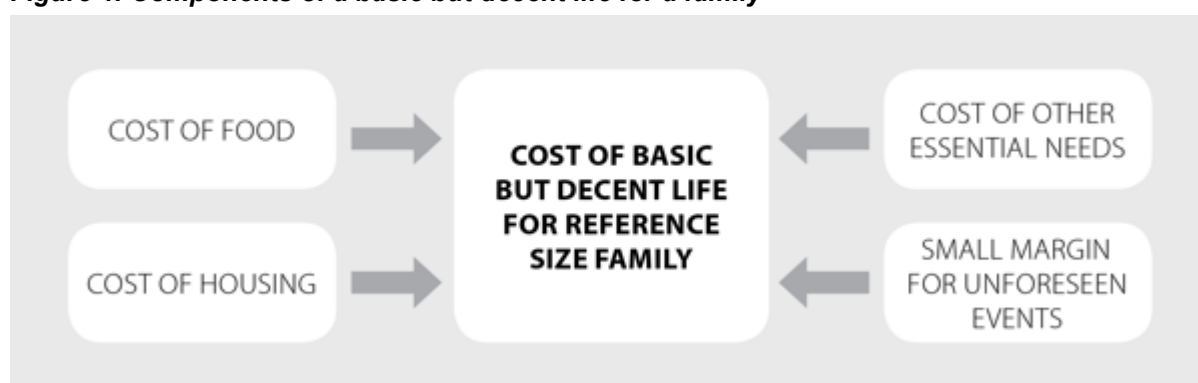 COST OF FOOD
COST OF HOUSING
COST OF BASIC
BUT DECENT LIFE
FOR REFERENCE
SIZE FAMILY
COST OF OTHER
ESSENTIAL NEEDS
SMALL MARGIN
FOR UNFORESEEN
EVENTS